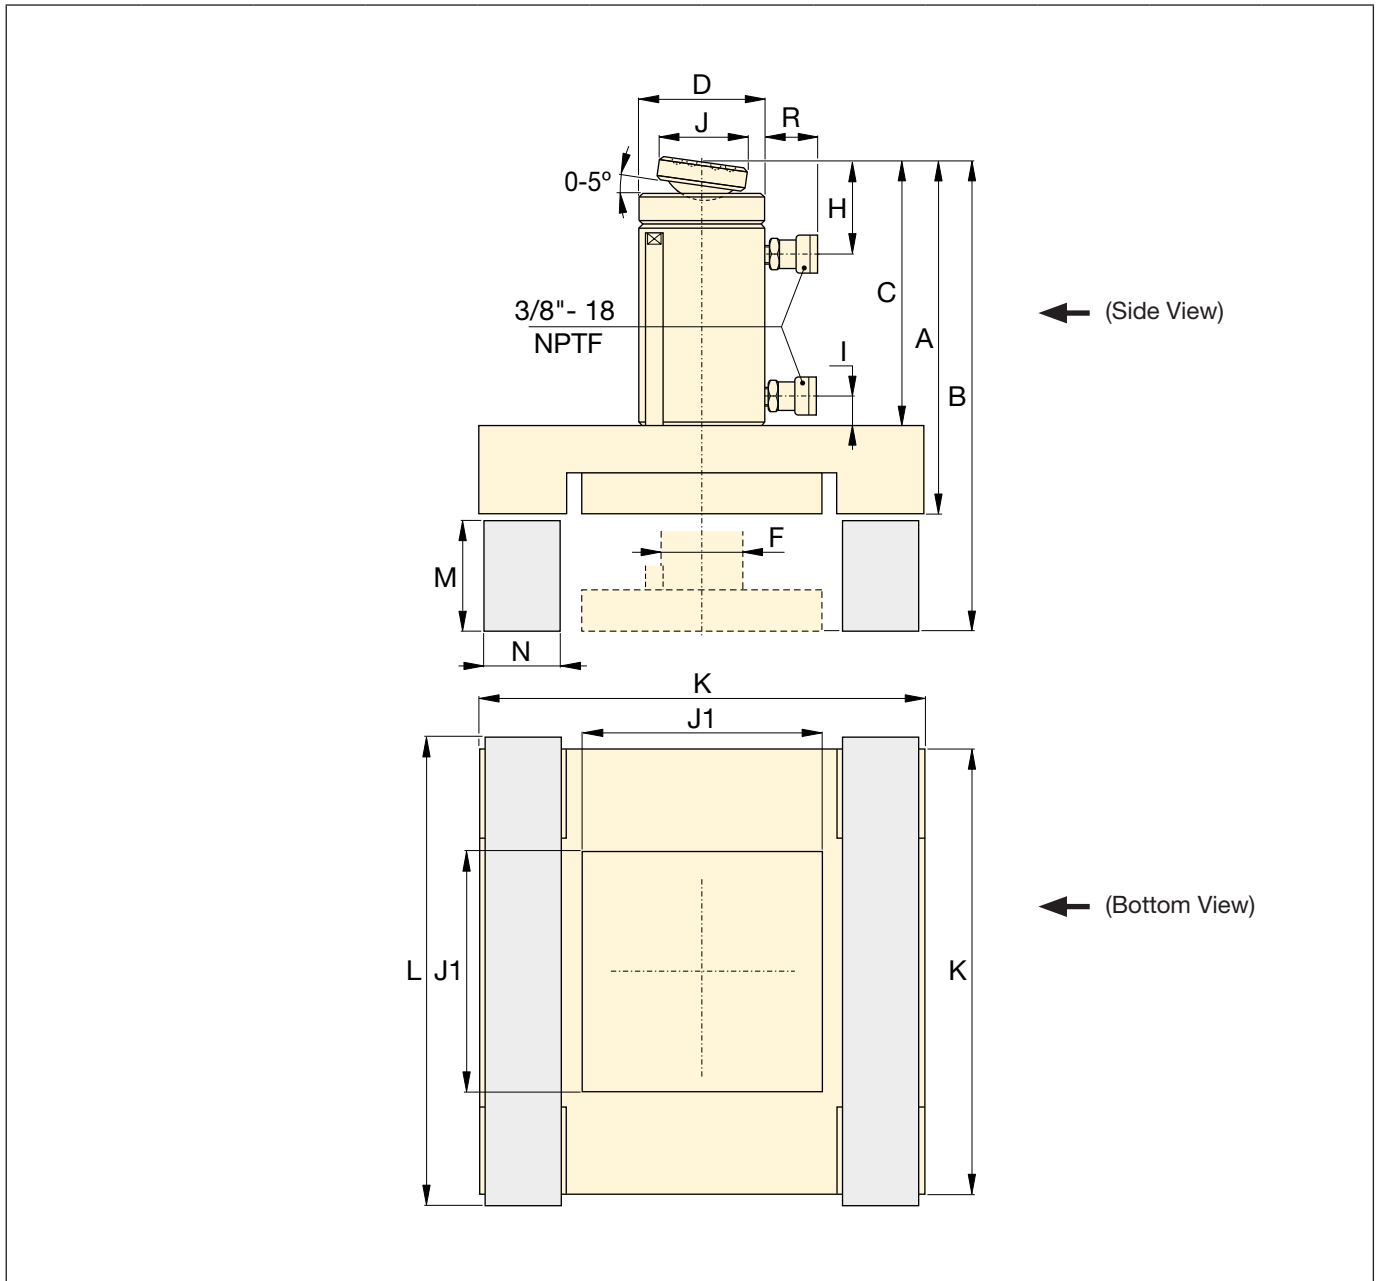 D
J
R
0-5º
H
C
3/8"- 18
NPTF
(Side View)
A
I
B
F
M
N
K
J1
(Bottom View)
L
J1
K